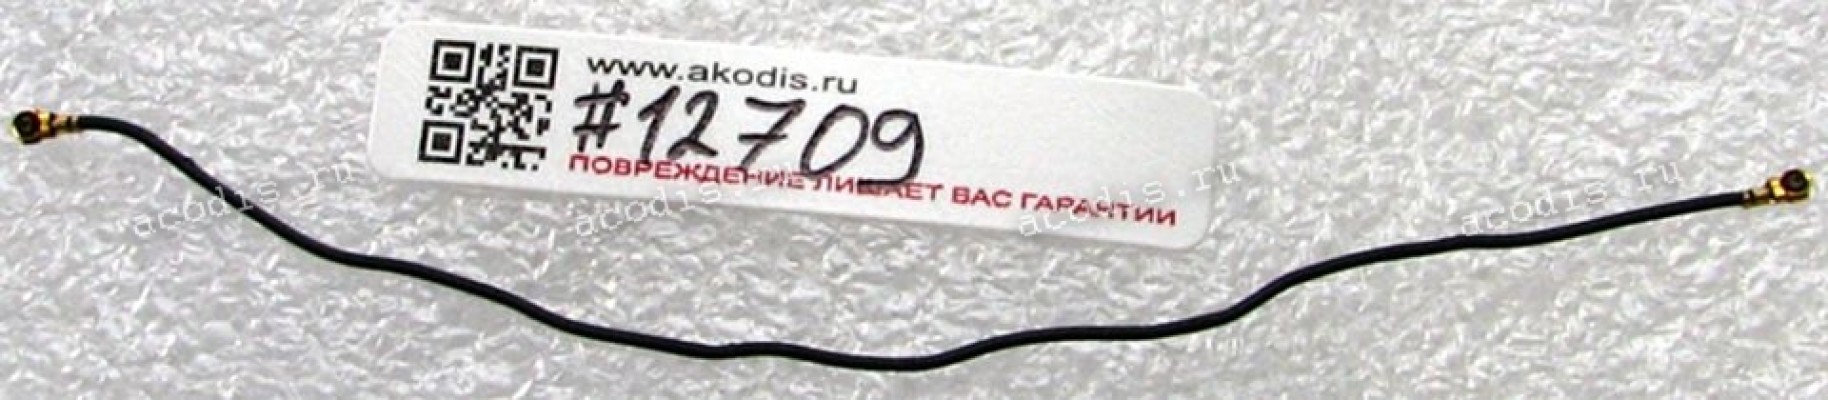 www.akodis.ru
#12709
ПОВРЕЖДЕНИЕ ЛИШАЕТ ВАС ГАРАНТИИ
acodis.ru
acodis.ru
acodis.ru
acodis.ru